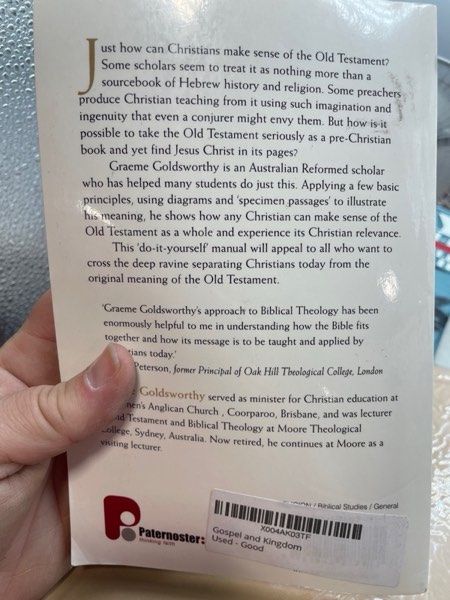 Just how can Christians make sense of the Old Testament?
Some scholars seem to treat it as nothing more than a
sourcebook of Hebrew history and religion. Some preachers
produce Christian teaching from it using such imagination and
ingenuity that even a conjurer might envy them. But how is it
possible to take the Old Testament seriously as a pre-Christian
book and yet find Jesus Christ in its pages?
Graeme Goldsworthy is an Australian Reformed scholar
who has helped many students do just this. Applying a few basic
principles, using diagrams and 'specimen passages' to illustrate
his meaning, he shows how any Christian can make sense of the
Old Testament as a whole and experience its Christian relevance.
This 'do-it-yourself' manual will appeal to all who want to
cross the deep ravine separating Christians today from the
original meaning of the Old Testament.
'Graeme Goldsworthy's approach to Biblical Theology has been
enormously helpful to me in understanding how the Bible fits
together and how its message is to be taught and applied by
tians today.'
Peterson, former Principal of Oak Hill Theological College, London
Goldsworthy served as minister for Christian education at
men's Anglican Church, Coorparoo, Brisbane, and was lecturer
Testament and Biblical Theology at Moore Theological
College, Sydney, Australia. Now retired, he continues at Moore as a
visiting lecturer.
/ Biblical Studies / General
Paternoster:
thinking faith
X004AK03TF
Gospel and Kingdom
Used - Good